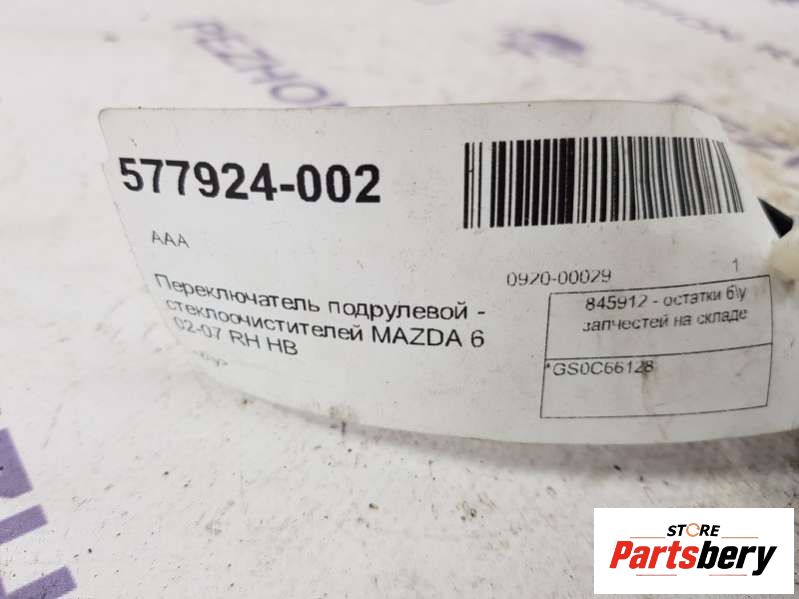 577924-002
AAA
0920-00029 1
Переключатель подрулевой -
стеклоочистителей MAZDA 6
02-07 RH HB
845912 - остатки б\у
запчестей на складе
*GS0C66128
STORE
Partsbery